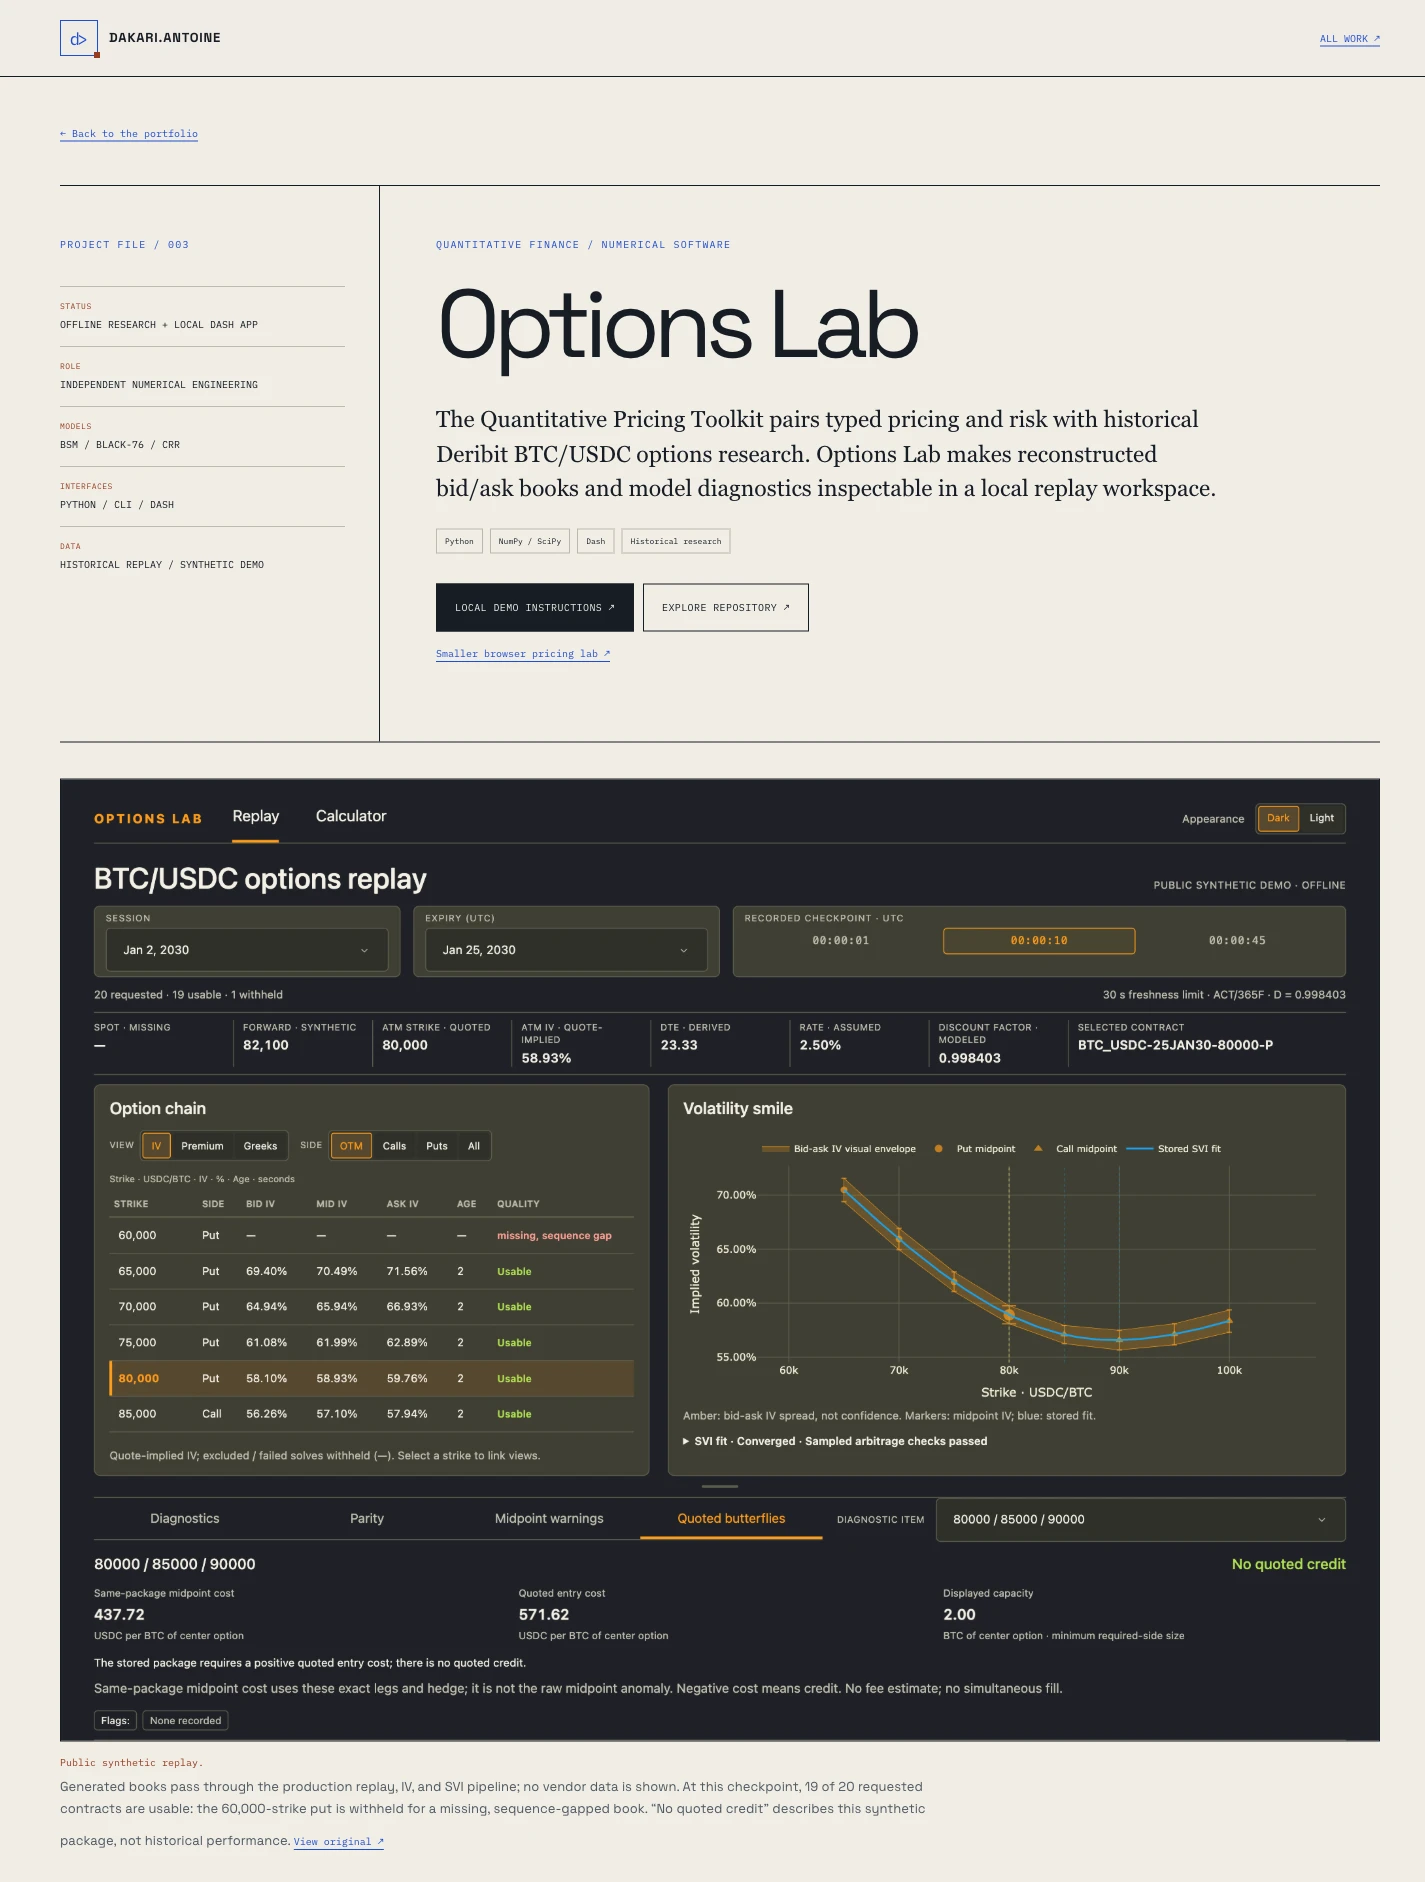 DAKARI.ANTOINE
ALL WORK ↗
← Back to the portfolio
PROJECT FILE / 003
STATUS
OFFLINE RESEARCH + LOCAL DASH APP
ROLE
INDEPENDENT NUMERICAL ENGINEERING
MODELS
BSM / BLACK-76 / CRR
INTERFACES
PYTHON / CLI / DASH
DATA
HISTORICAL REPLAY / SYNTHETIC DEMO
QUANTITATIVE FINANCE / NUMERICAL SOFTWARE
Options Lab
The Quantitative Pricing Toolkit pairs typed pricing and risk with historical
Deribit BTC/USDC options research. Options Lab makes reconstructed
bid/ask books and model diagnostics inspectable in a local replay workspace.
Python
NumPy / SciPy
Dash
Historical research
LOCAL DEMO INSTRUCTIONS ↗
EXPLORE REPOSITORY ↗
Smaller browser pricing lab ↗
OPTIONS LAB
Replay
Calculator
Appearance
Dark
Light
BTC/USDC options replay
PUBLIC SYNTHETIC DEMO · OFFLINE
SESSION
Jan 2, 2030
EXPIRY (UTC)
Jan 25, 2030
RECORDED CHECKPOINT · UTC
00:00:01
00:00:10
00:00:45
20 requested · 19 usable · 1 withheld
30 s freshness limit · ACT/365F · D = 0.998403
SPOT · MISSING
—
FORWARD · SYNTHETIC
82,100
ATM STRIKE · QUOTED
80,000
ATM IV · QUOTE-
IMPLIED
58.93%
DTE · DERIVED
23.33
RATE · ASSUMED
2.50%
DISCOUNT FACTOR ·
MODELED
0.998403
SELECTED CONTRACT
BTC_USDC-25JAN30-80000-P
Option chain
VIEW IV Premium Greeks SIDE OTM Calls Puts All
Strike · USDC/BTC · IV · % · Age · seconds
STRIKE SIDE BID IV MID IV ASK IV AGE QUALITY
60,000 Put — — — — missing, sequence gap
65,000 Put 69.40% 70.49% 71.56% 2 Usable
70,000 Put 64.94% 65.94% 66.93% 2 Usable
75,000 Put 61.08% 61.99% 62.89% 2 Usable
80,000 Put 58.10% 58.93% 59.76% 2 Usable
85,000 Call 56.26% 57.10% 57.94% 2 Usable
Quote-implied IV; excluded / failed solves withheld (—). Select a strike to link views.
Volatility smile
Bid-ask IV visual envelope Put midpoint Call midpoint Stored SVI fit
Implied volatility
70.00%
65.00%
60.00%
55.00%
60k 70k 80k 90k 100k
Strike · USDC/BTC
Amber: bid-ask IV spread, not confidence. Markers: midpoint IV; blue: stored fit.
▶ SVI fit · Converged · Sampled arbitrage checks passed
Diagnostics
Parity
Midpoint warnings
Quoted butterflies
DIAGNOSTIC ITEM
80000 / 85000 / 90000
80000 / 85000 / 90000
No quoted credit
Same-package midpoint cost
437.72
USDC per BTC of center option
Quoted entry cost
571.62
USDC per BTC of center option
Displayed capacity
2.00
BTC of center option · minimum required-side size
The stored package requires a positive quoted entry cost; there is no quoted credit.
Same-package midpoint cost uses these exact legs and hedge; it is not the raw midpoint anomaly. Negative cost means credit. No fee estimate; no simultaneous fill.
Flags: None recorded
Public synthetic replay.
Generated books pass through the production replay, IV, and SVI pipeline; no vendor data is shown. At this checkpoint, 19 of 20 requested
contracts are usable: the 60,000-strike put is withheld for a missing, sequence-gapped book. “No quoted credit” describes this synthetic
package, not historical performance. View original ↗